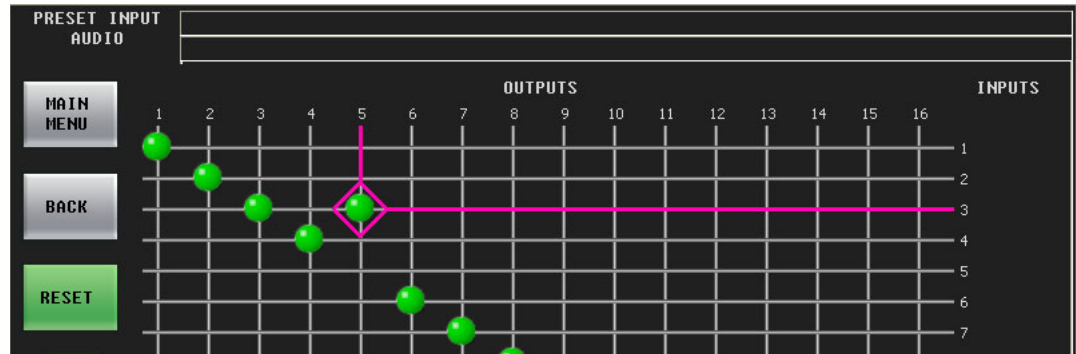 PRESET INPUT
AUDIO
OUTPUTS
INPUTS
MAIN
MENU
1 2 3 4 5 6 7 8 9 10 11 12 13 14 15 16
1
2
BACK
3
4
5
RESET
6
7